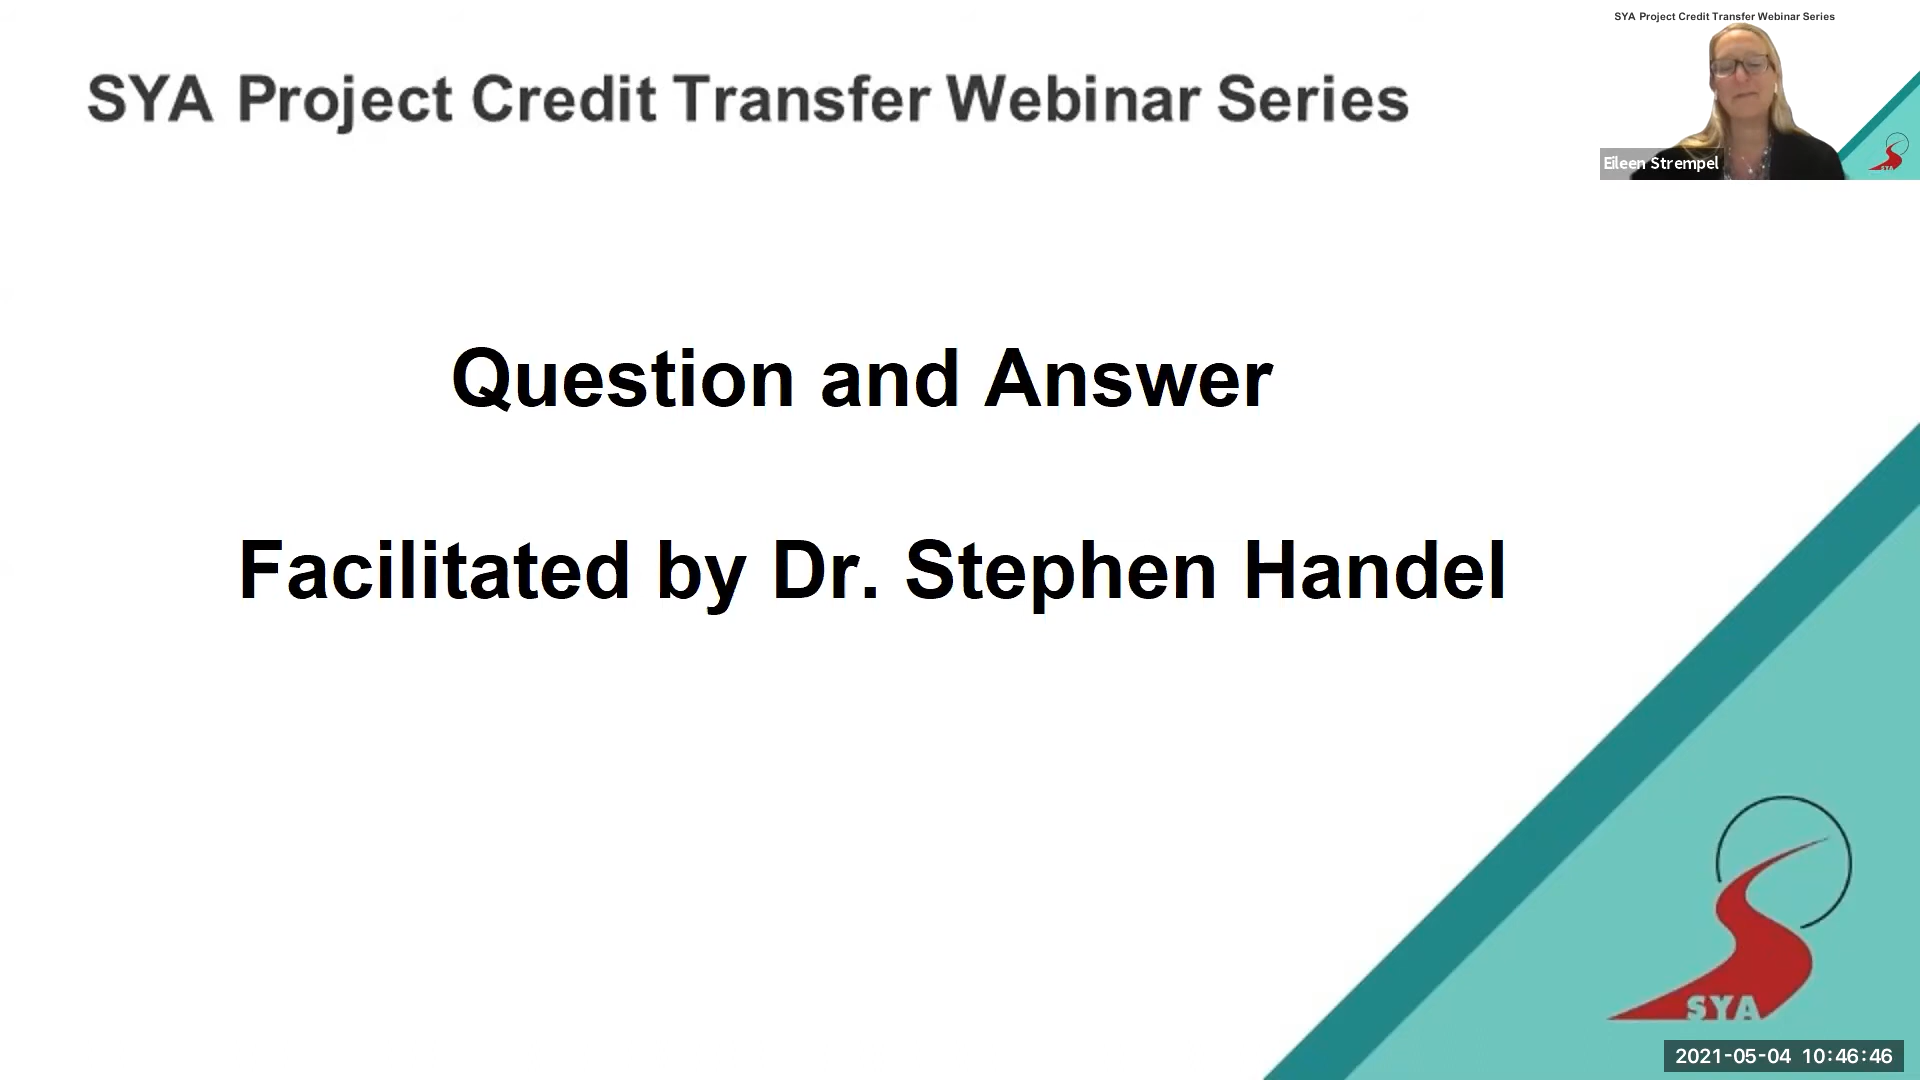 SYA Project Credit Transfer Webinar Series
SYA Project Credit Transfer Webinar Series
Eileen Strempel
SYA
Question and Answer
Facilitated by Dr. Stephen Handel
SYA
2021-05-04 10:46:46